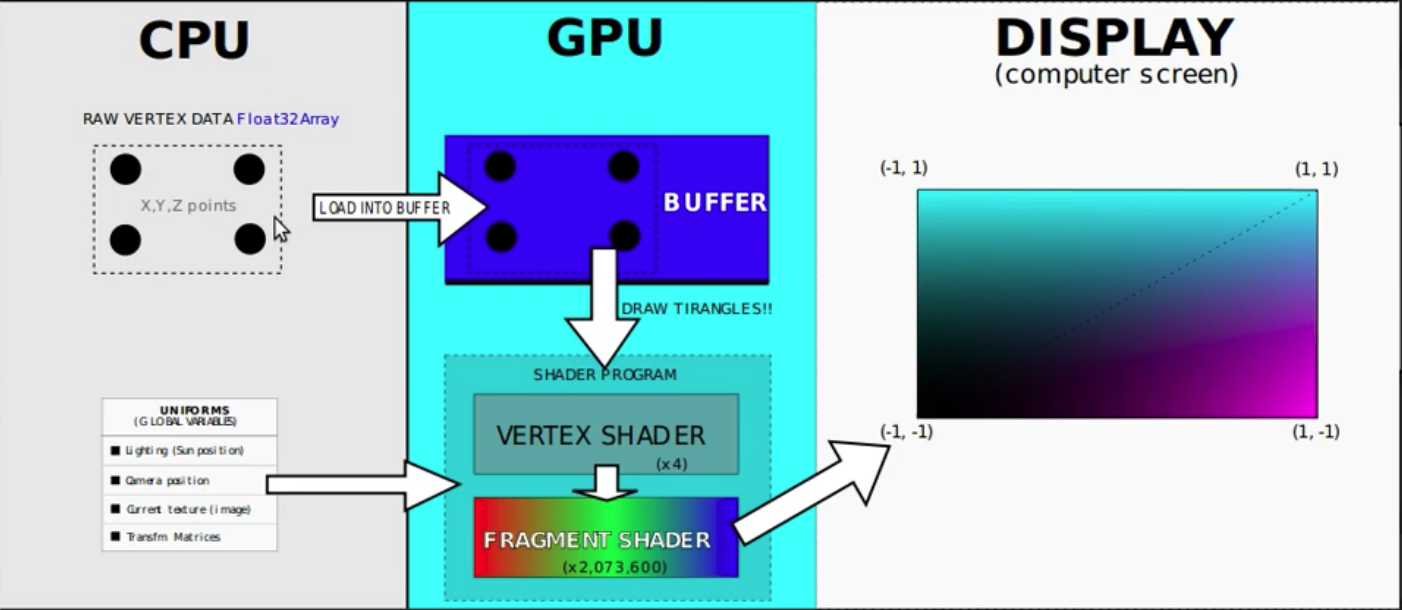 CPU
RAW VERTEX DATA Float32Array
X,Y,Z points
LOAD INTO BUFFER
UNIFORMS
(GLOBAL VARIABLES)
Lighting (Sun position)
Camera position
Current texture (image)
Transfm Matrices
GPU
BUFFER
DRAW TIRANGLES!!
SHADER PROGRAM
VERTEX SHADER
(x4)
FRAGMENT SHADER
(x2,073,600)
DISPLAY
(computer screen)
(-1, 1)
(1, 1)
(-1, -1)
(1, -1)